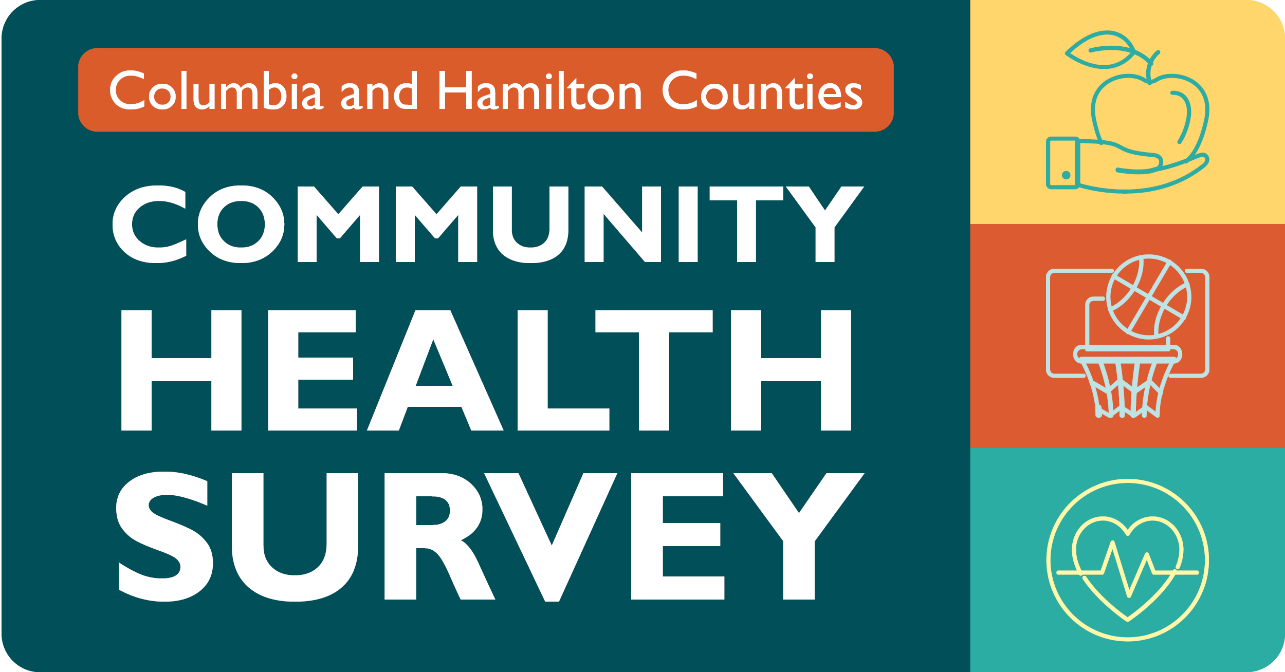 Columbia and Hamilton Counties
COMMUNITY
HEALTH
SURVEY